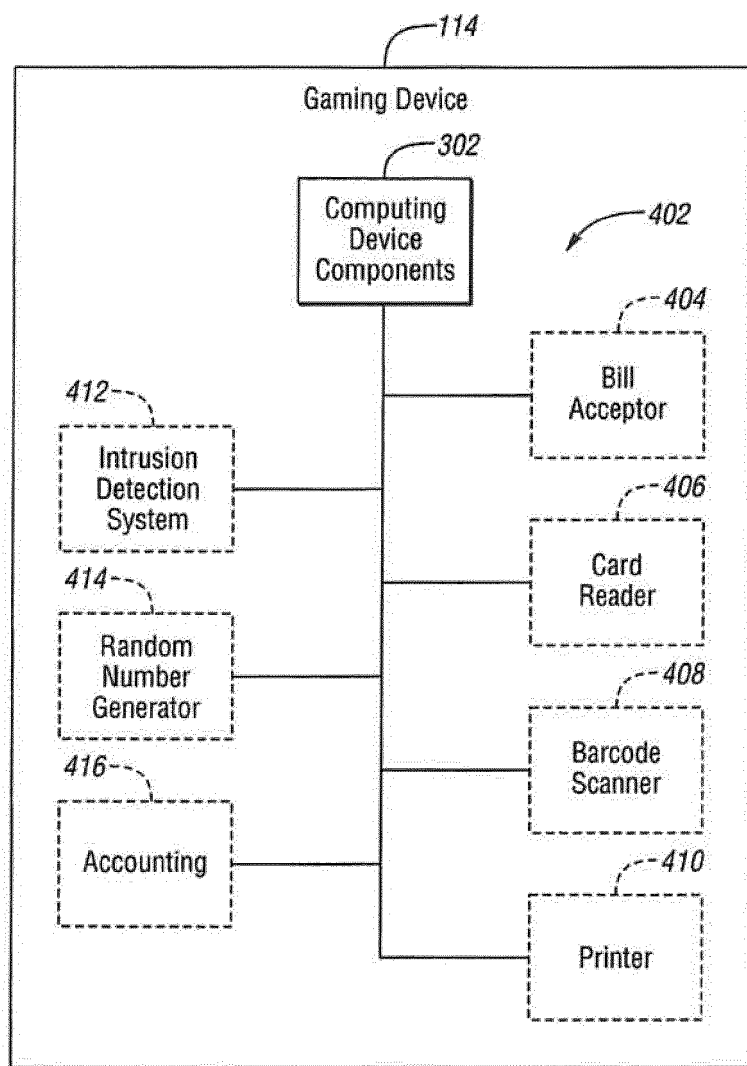 114
Gaming Device
302
Computing
Device
Components
402
404
Bill
Acceptor
412
Intrusion
Detection
System
406
Card
Reader
414
Random
Number
Generator
408
Barcode
Scanner
416
Accounting
410
Printer